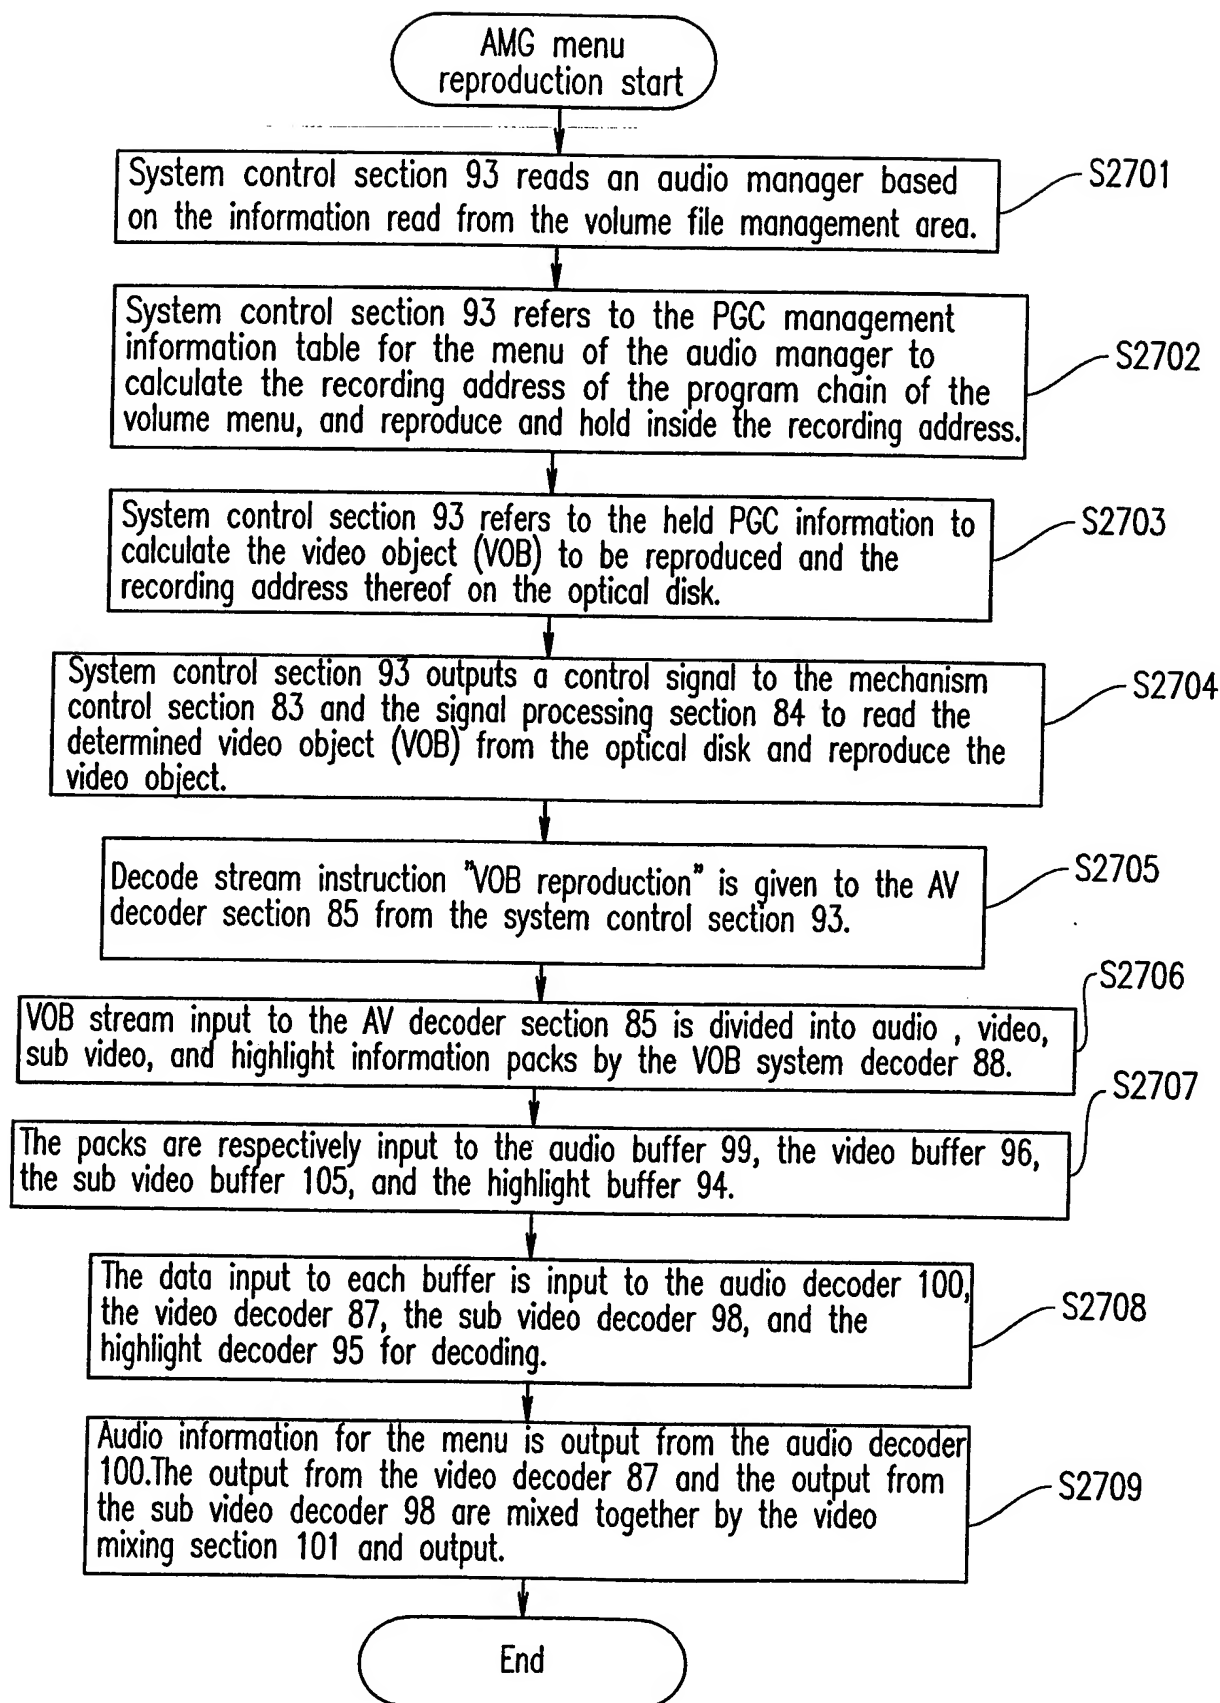 AMG menu
reproduction start
System control section 93 reads an audio manager based
on the information read from the volume file management area.
S2701
System control section 93 refers to the PGC management
information table for the menu of the audio manager to
calculate the recording address of the program chain of the
volume menu, and reproduce and hold inside the recording address.
S2702
System control section 93 refers to the held PGC information to
calculate the video object (VOB) to be reproduced and the
recording address thereof on the optical disk.
S2703
System control section 93 outputs a control signal to the mechanism
control section 83 and the signal processing section 84 to read the
determined video object (VOB) from the optical disk and reproduce the
video object.
S2704
Decode stream instruction "VOB reproduction" is given to the AV
decoder section 85 from the system control section 93.
S2705
VOB stream input to the AV decoder section 85 is divided into audio , video,
sub video, and highlight information packs by the VOB system decoder 88.
S2706
The packs are respectively input to the audio buffer 99, the video buffer 96,
the sub video buffer 105, and the highlight buffer 94.
S2707
The data input to each buffer is input to the audio decoder 100,
the video decoder 87, the sub video decoder 98, and the
highlight decoder 95 for decoding.
S2708
Audio information for the menu is output from the audio decoder
100.The output from the video decoder 87 and the output from
the sub video decoder 98 are mixed together by the video
mixing section 101 and output.
S2709
End